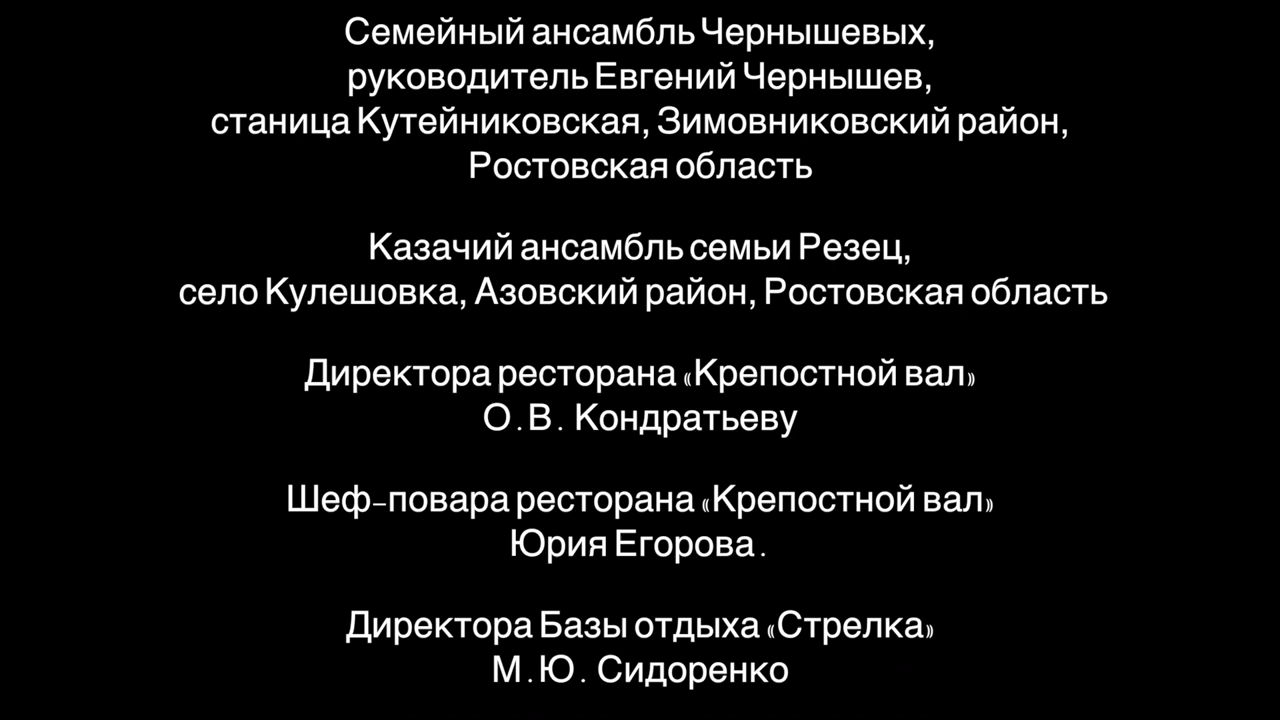 Семейный ансамбль Чернышевых,
руководитель Евгений Чернышев,
станица Кутейниковская, Зимовниковский район,
Ростовская область
Казачий ансамбль семьи Резец,
село Кулешовка, Азовский район, Ростовская область
Директора ресторана «Крепостной вал»
О.В. Кондратьеву
Шеф-повара ресторана «Крепостной вал»
Юрия Егорова.
Директора Базы отдыха «Стрелка»
М.Ю. Сидоренко